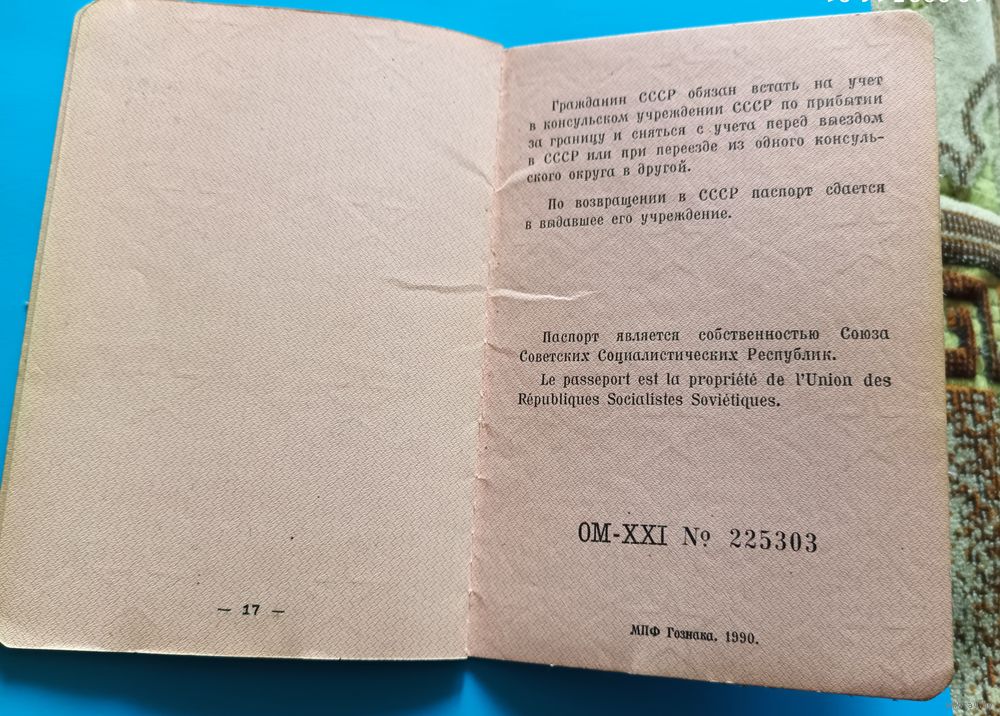 Гражданин СССР обязан встать на учет
в консульском учреждении СССР по прибытии
за границу и сняться с учета перед выездом
в СССР или при переезде из одного консуль-
ского округа в другой.
По возвращении в СССР паспорт сдается
в выдавшее его учреждение.
Паспорт является собственностью Союза
Советских Социалистических Республик.
Le passeport est la propriété de l'Union des
Républiques Socialistes Soviétiques.
ОМ-XXI № 225303
МПФ Гознака. 1990.
— 17 —